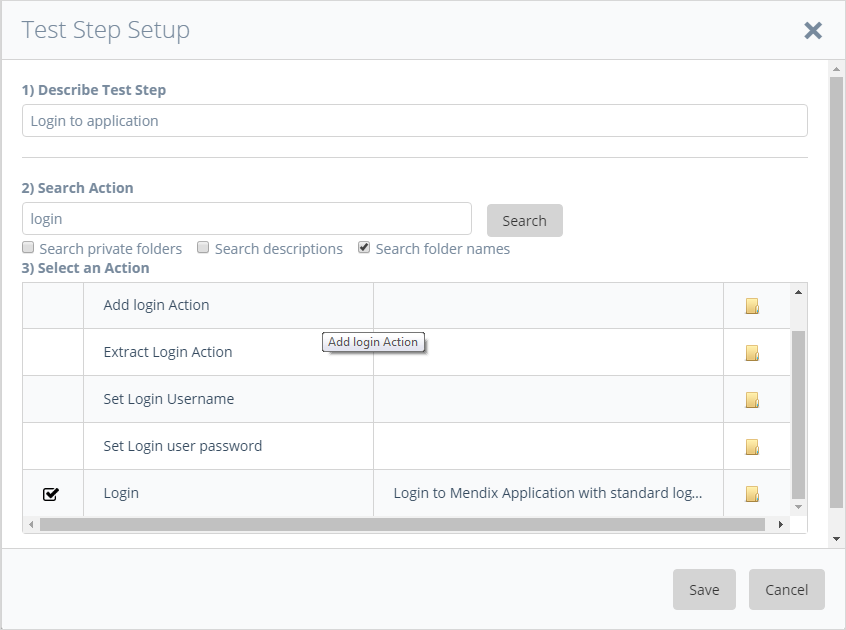 Test Step Setup
1) Describe Test Step
Login to application
2) Search Action
login
Search
Search private folders
Search descriptions
Search folder names
3) Select an Action
Add login Action
Add login Action
Extract Login Action
Set Login Username
Set Login user password
Login
Login to Mendix Application with standard log...
Save
Cancel